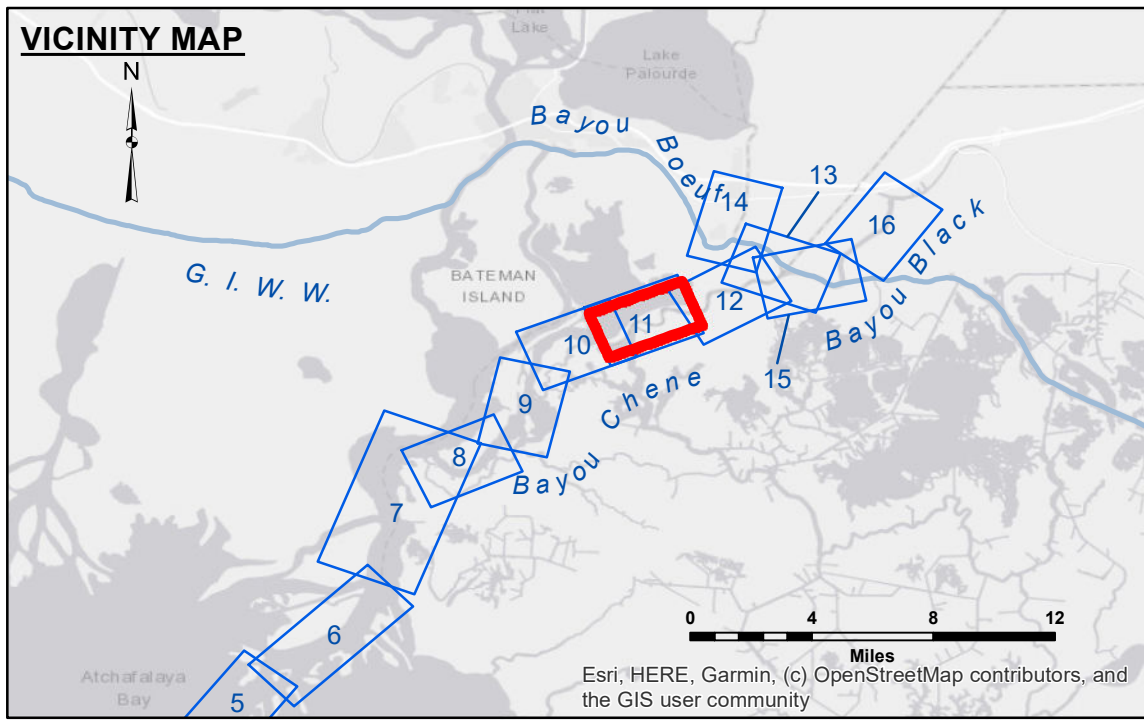 VICINITY MAP
N
Lake
Lake
Palourde
Bayou
Boeuf
13
14
16
Bayou Black
G. I. W. W.
BATEMAN
ISLAND
12
11
10
15
9
Bayou Chene
8
7
6
5
Atchafalaya
Bay
0 4 8 12
Miles
Esri, HERE, Garmin, (c) OpenStreetMap contributors, and
the GIS user community